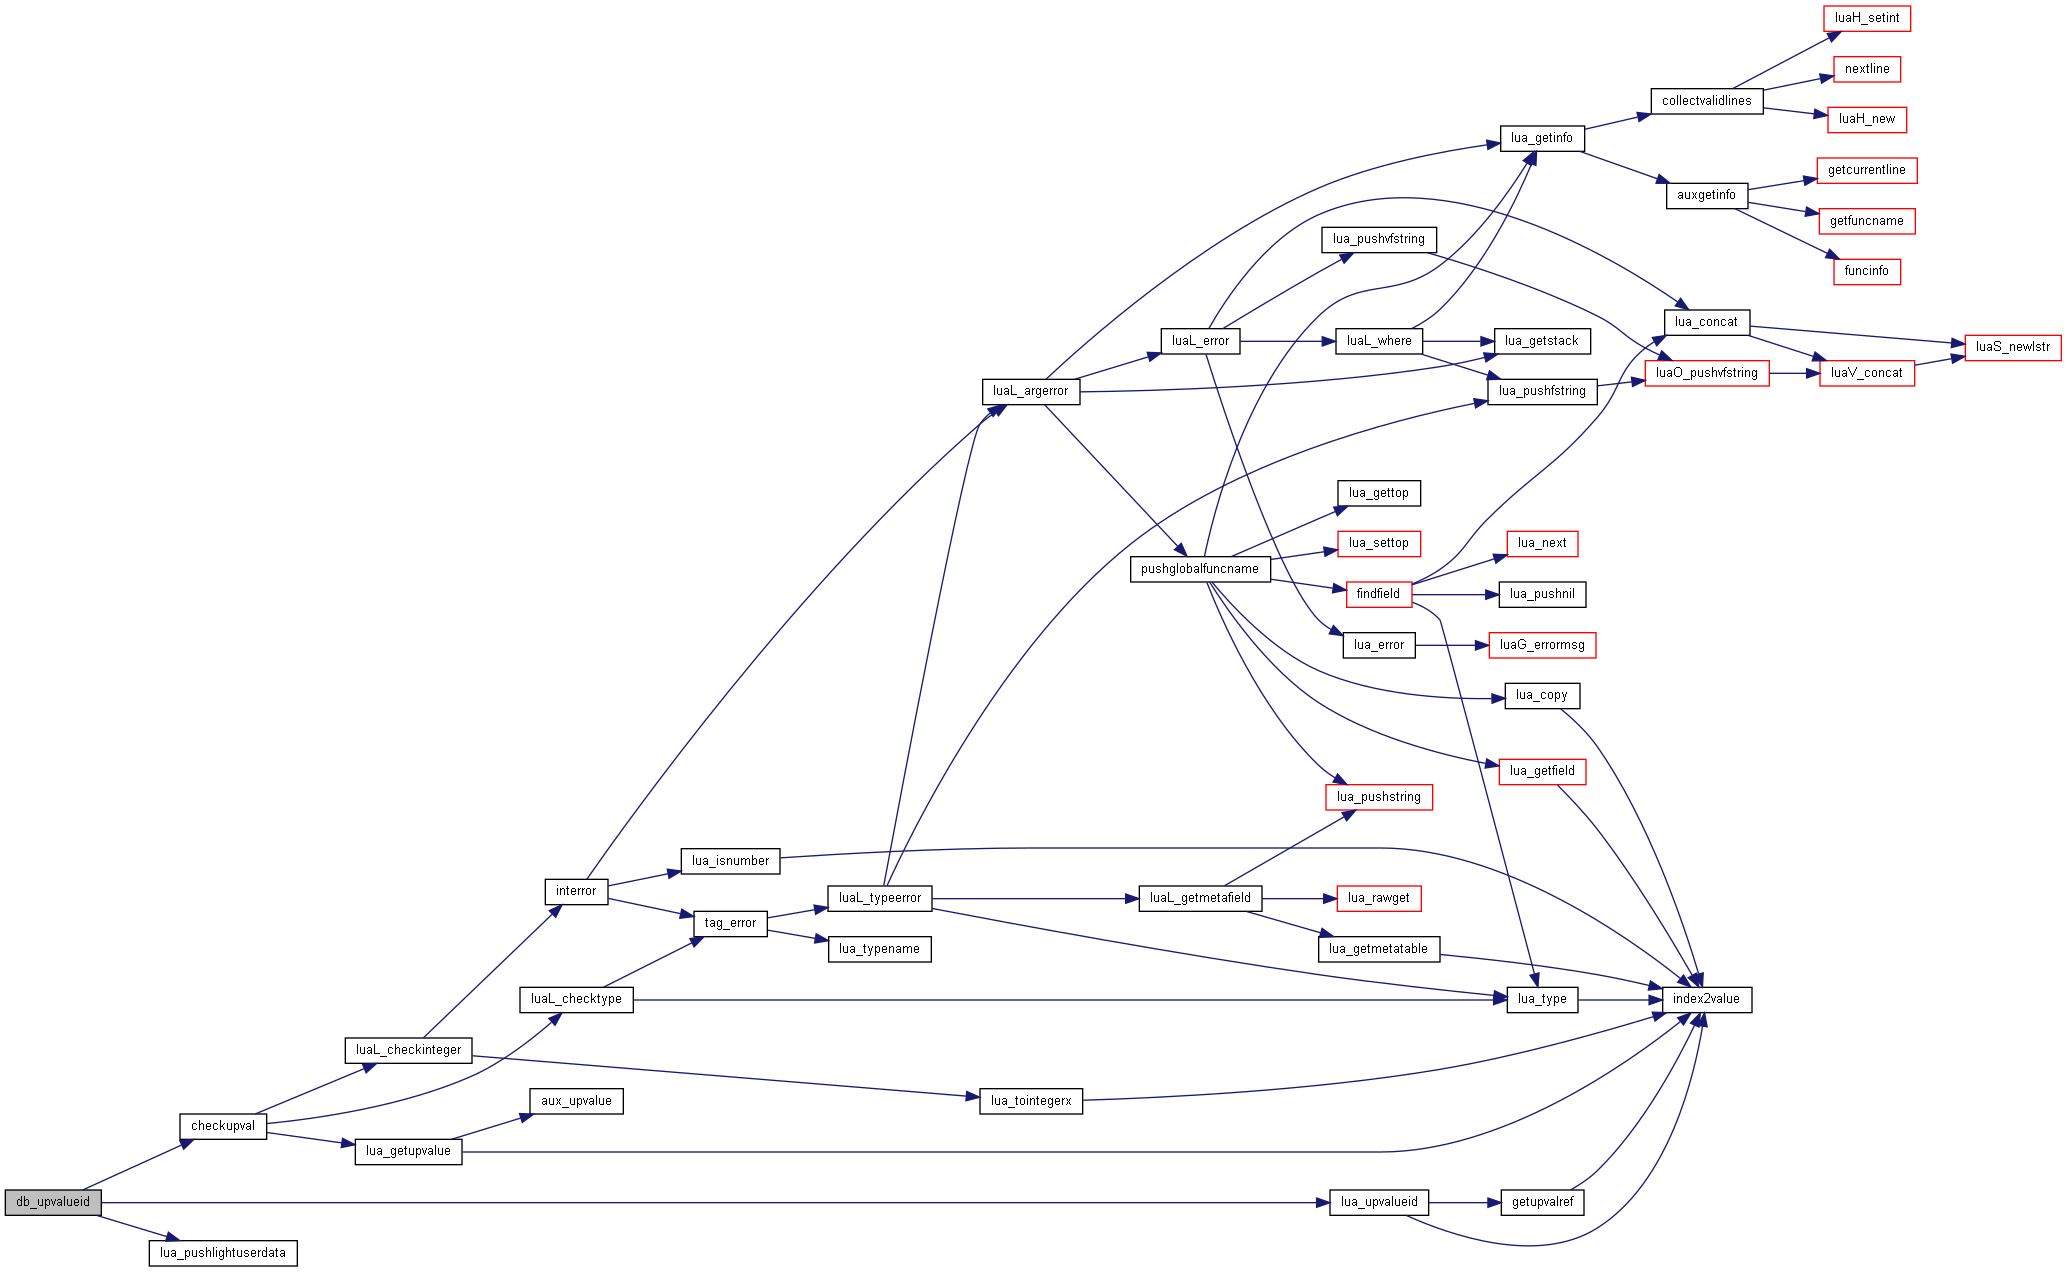 luaH_setint
nextline
collectvalidlines
luaH_new
lua_getinfo
getcurrentline
auxgetinfo
getfuncname
lua_pushvfstring
funcinfo
lua_concat
luaL_error
luaL_where
lua_getstack
luaS_newlstr
luaO_pushvfstring
luaV_concat
luaL_argerror
lua_pushfstring
lua_gettop
lua_settop
lua_next
pushglobalfuncname
findfield
lua_pushnil
lua_error
luaG_errormsg
lua_copy
lua_getfield
lua_pushstring
lua_isnumber
interror
luaL_typeerror
luaL_getmetafield
lua_rawget
tag_error
lua_typename
lua_getmetatable
luaL_checktype
lua_type
index2value
luaL_checkinteger
aux_upvalue
lua_tointegerx
checkupval
lua_getupvalue
db_upvalueid
lua_upvalueid
getupvalref
lua_pushlightuserdata